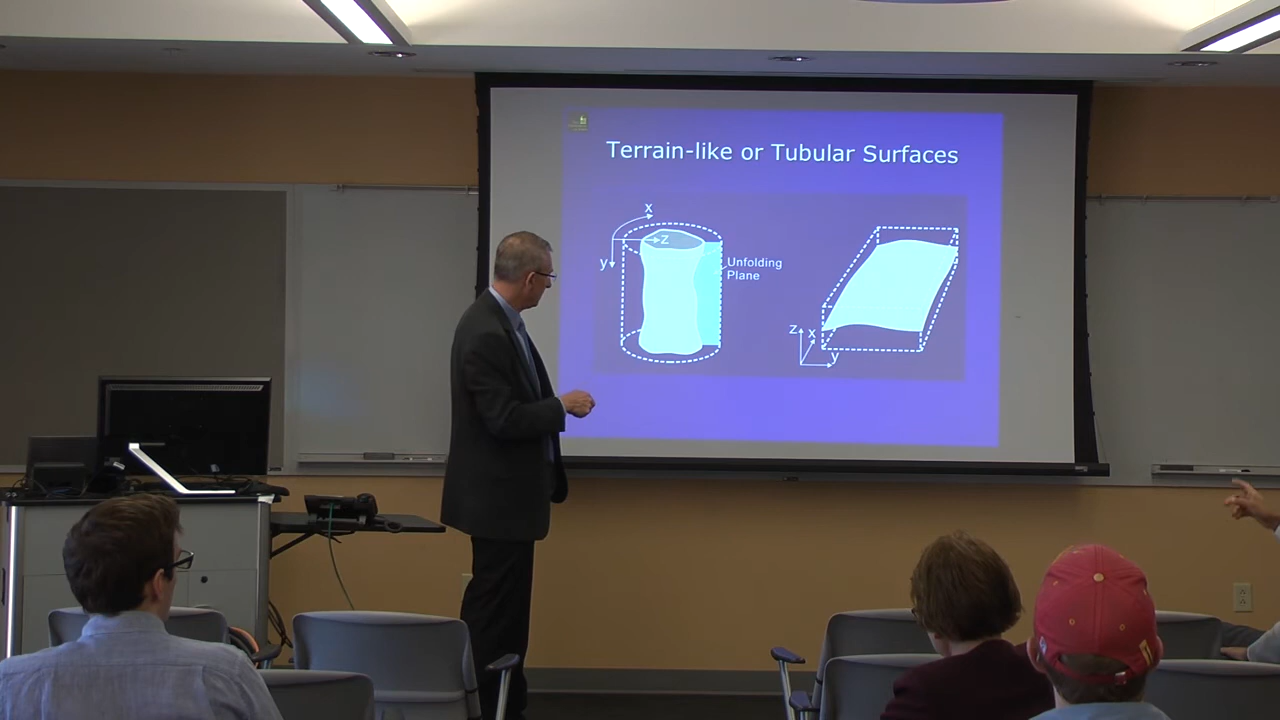 Terrain-like or Tubular Surfaces
x
z
y
Unfolding
Plane
z
x
y